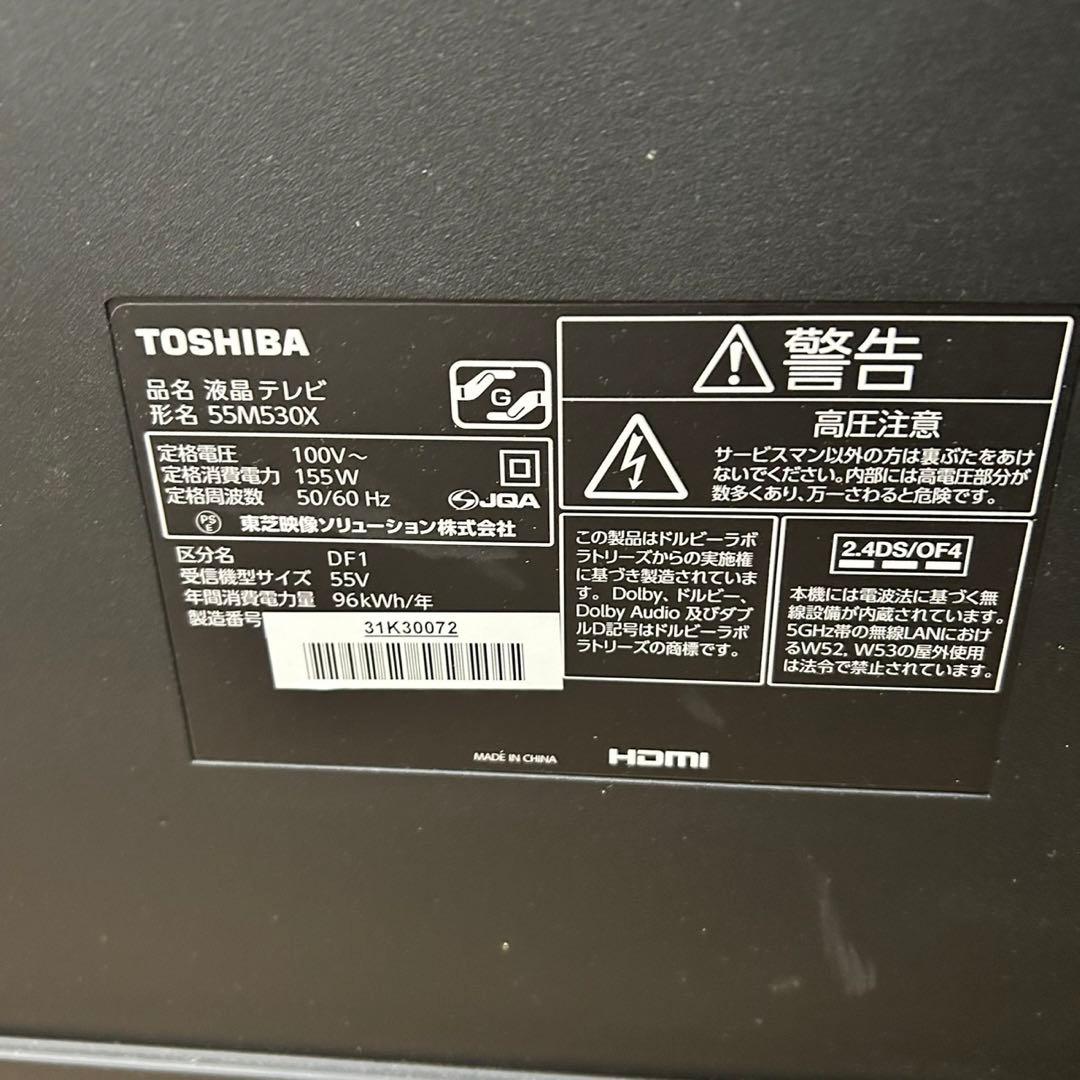 TOSHIBA
品名 液晶テレビ
形名 55M530X
G
定格電圧 100V～
定格消費電力 155W
定格周波数 50/60 Hz
JQA
PS
E
東芝映像ソリューション株式会社
区分名 DF1
受信機型サイズ 55V
年間消費電力量 96kWh/年
製造番号
31K30072
警告
高圧注意
サービスマン以外の方は裏ぶたをあけ
ないでください。内部には高電圧部分が
数多くあり、万一さわると危険です。
この製品はドルビーラボ
ラトリーズからの実施権
に基づき製造されていま
す。Dolby、ドルビー、
Dolby Audio 及びダブ
ルD記号はドルビーラボ
ラトリーズの商標です。
2.4DS/OF4
本機には電波法に基づく無
線設備が内蔵されています。
5GHz帯の無線LANにおけ
るW52, W53の屋外使用
は法令で禁止されています。
MADE IN CHINA
HDMI